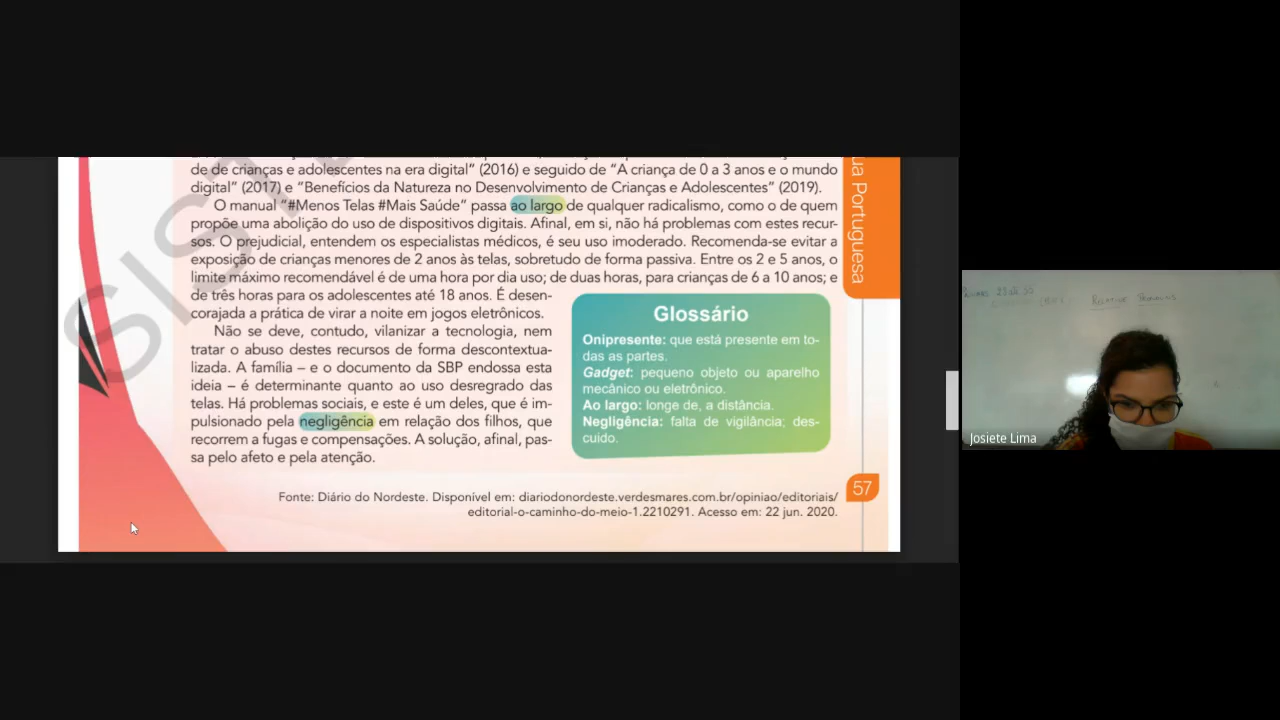 de de crianças e adolescentes na era digital” (2016) e seguido de “A criança de 0 a 3 anos e o mundo
digital” (2017) e “Benefícios da Natureza no Desenvolvimento de Crianças e Adolescentes” (2019).
O manual “#Menos Telas #Mais Saúde” passa ao largo de qualquer radicalismo, como o de quem
propõe uma abolição do uso de dispositivos digitais. Afinal, em si, não há problemas com estes recur-
sos. O prejudicial, entendem os especialistas médicos, é seu uso imoderado. Recomenda-se evitar a
exposição de crianças menores de 2 anos às telas, sobretudo de forma passiva. Entre os 2 e 5 anos, o
limite máximo recomendável é de uma hora por dia uso; de duas horas, para crianças de 6 a 10 anos; e
de três horas para os adolescentes até 18 anos. É desen-
corajada a prática de virar a noite em jogos eletrônicos.
Não se deve, contudo, vilanizar a tecnologia, nem
tratar o abuso destes recursos de forma descontextua-
lizada. A família – e o documento da SBP endossa esta
ideia – é determinante quanto ao uso desregrado das
telas. Há problemas sociais, e este é um deles, que é im-
pulsionado pela negligência em relação dos filhos, que
recorrem a fugas e compensações. A solução, afinal, pas-
sa pelo afeto e pela atenção.
Glossário
Onipresente: que está presente em to-
das as partes.
Gadget: pequeno objeto ou aparelho
mecânico ou eletrônico.
Ao largo: longe de, a distância.
Negligência: falta de vigilância; des-
cuido.
Fonte: Diário do Nordeste. Disponível em: diariodonordeste.verdesmares.com.br/opiniao/editoriais/
editorial-o-caminho-do-meio-1.2210291. Acesso em: 22 jun. 2020.
57
ua Portuguesa
SIST
Relative Pronouns
Josiete Lima